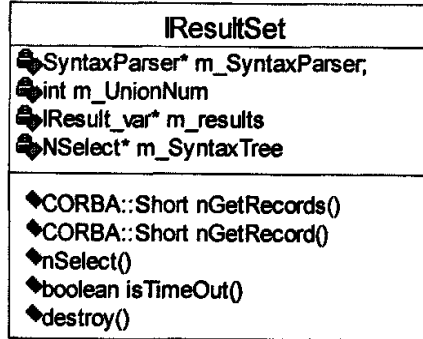 IResultSet
SyntaxParser* m_SyntaxParser;
int m_UnionNum
IResult_var* m_results
NSelect* m_SyntaxTree
CORBA::Short nGetRecords()
CORBA::Short nGetRecord()
nSelect()
boolean isTimeOut()
destroy()